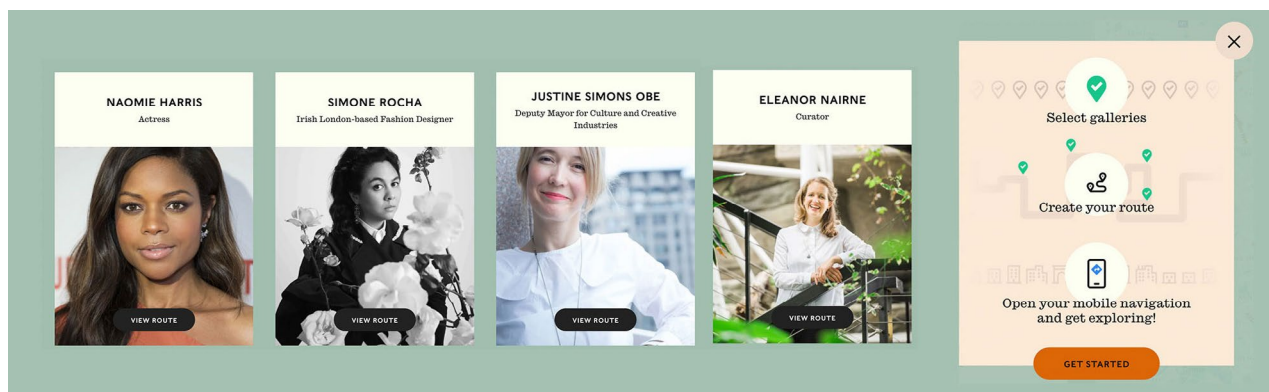 NAOMIE HARRIS
Actress
VIEW ROUTE
SIMONE ROCHA
Irish London-based Fashion Designer
VIEW ROUTE
JUSTINE SIMONS OBE
Deputy Mayor for Culture and Creative
Industries
VIEW ROUTE
ELEANOR NAIRNE
Curator
VIEW ROUTE
Select galleries
Create your route
Open your mobile navigation
and get exploring!
GET STARTED